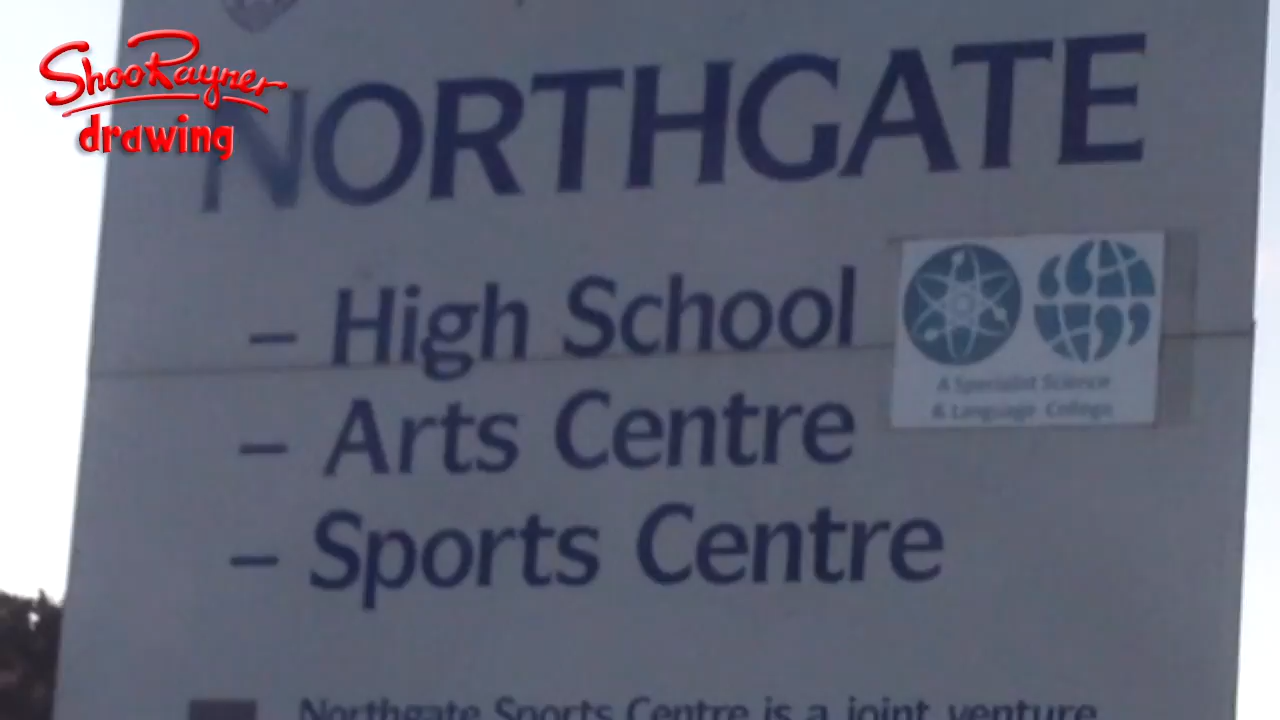 ShooRayner
drawing
NORTHGATE
– High School
– Arts Centre
– Sports Centre
A Specialist Science
& Language College
Northgate Sports Centre is a joint venture